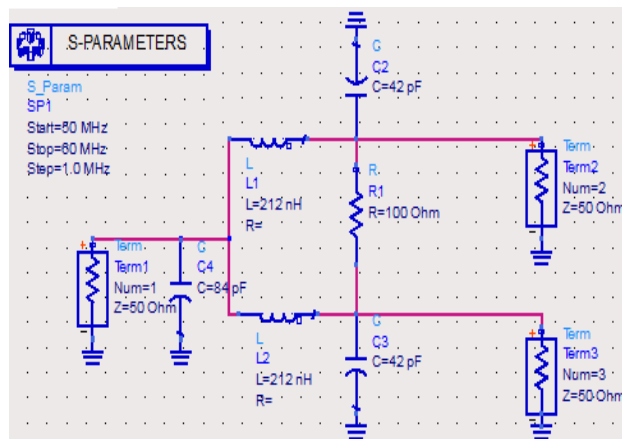 S-PARAMETERS
S_Param
SP1
Start=50 MHz
Stop=60 MHz
Step=1.0 MHz
C
C2
C=42 pF
L
L1
L=212 nH
R=
R
R1
R=100 Ohm
+
Term
Term2
Num=2
Z=50 Ohm
-
+
Term
Term1
Num=1
Z=50 Ohm
-
C
C4
C=84 pF
L
L2
L=212 nH
R=
C
C3
C=42 pF
+
Term
Term3
Num=3
Z=50 Ohm
-